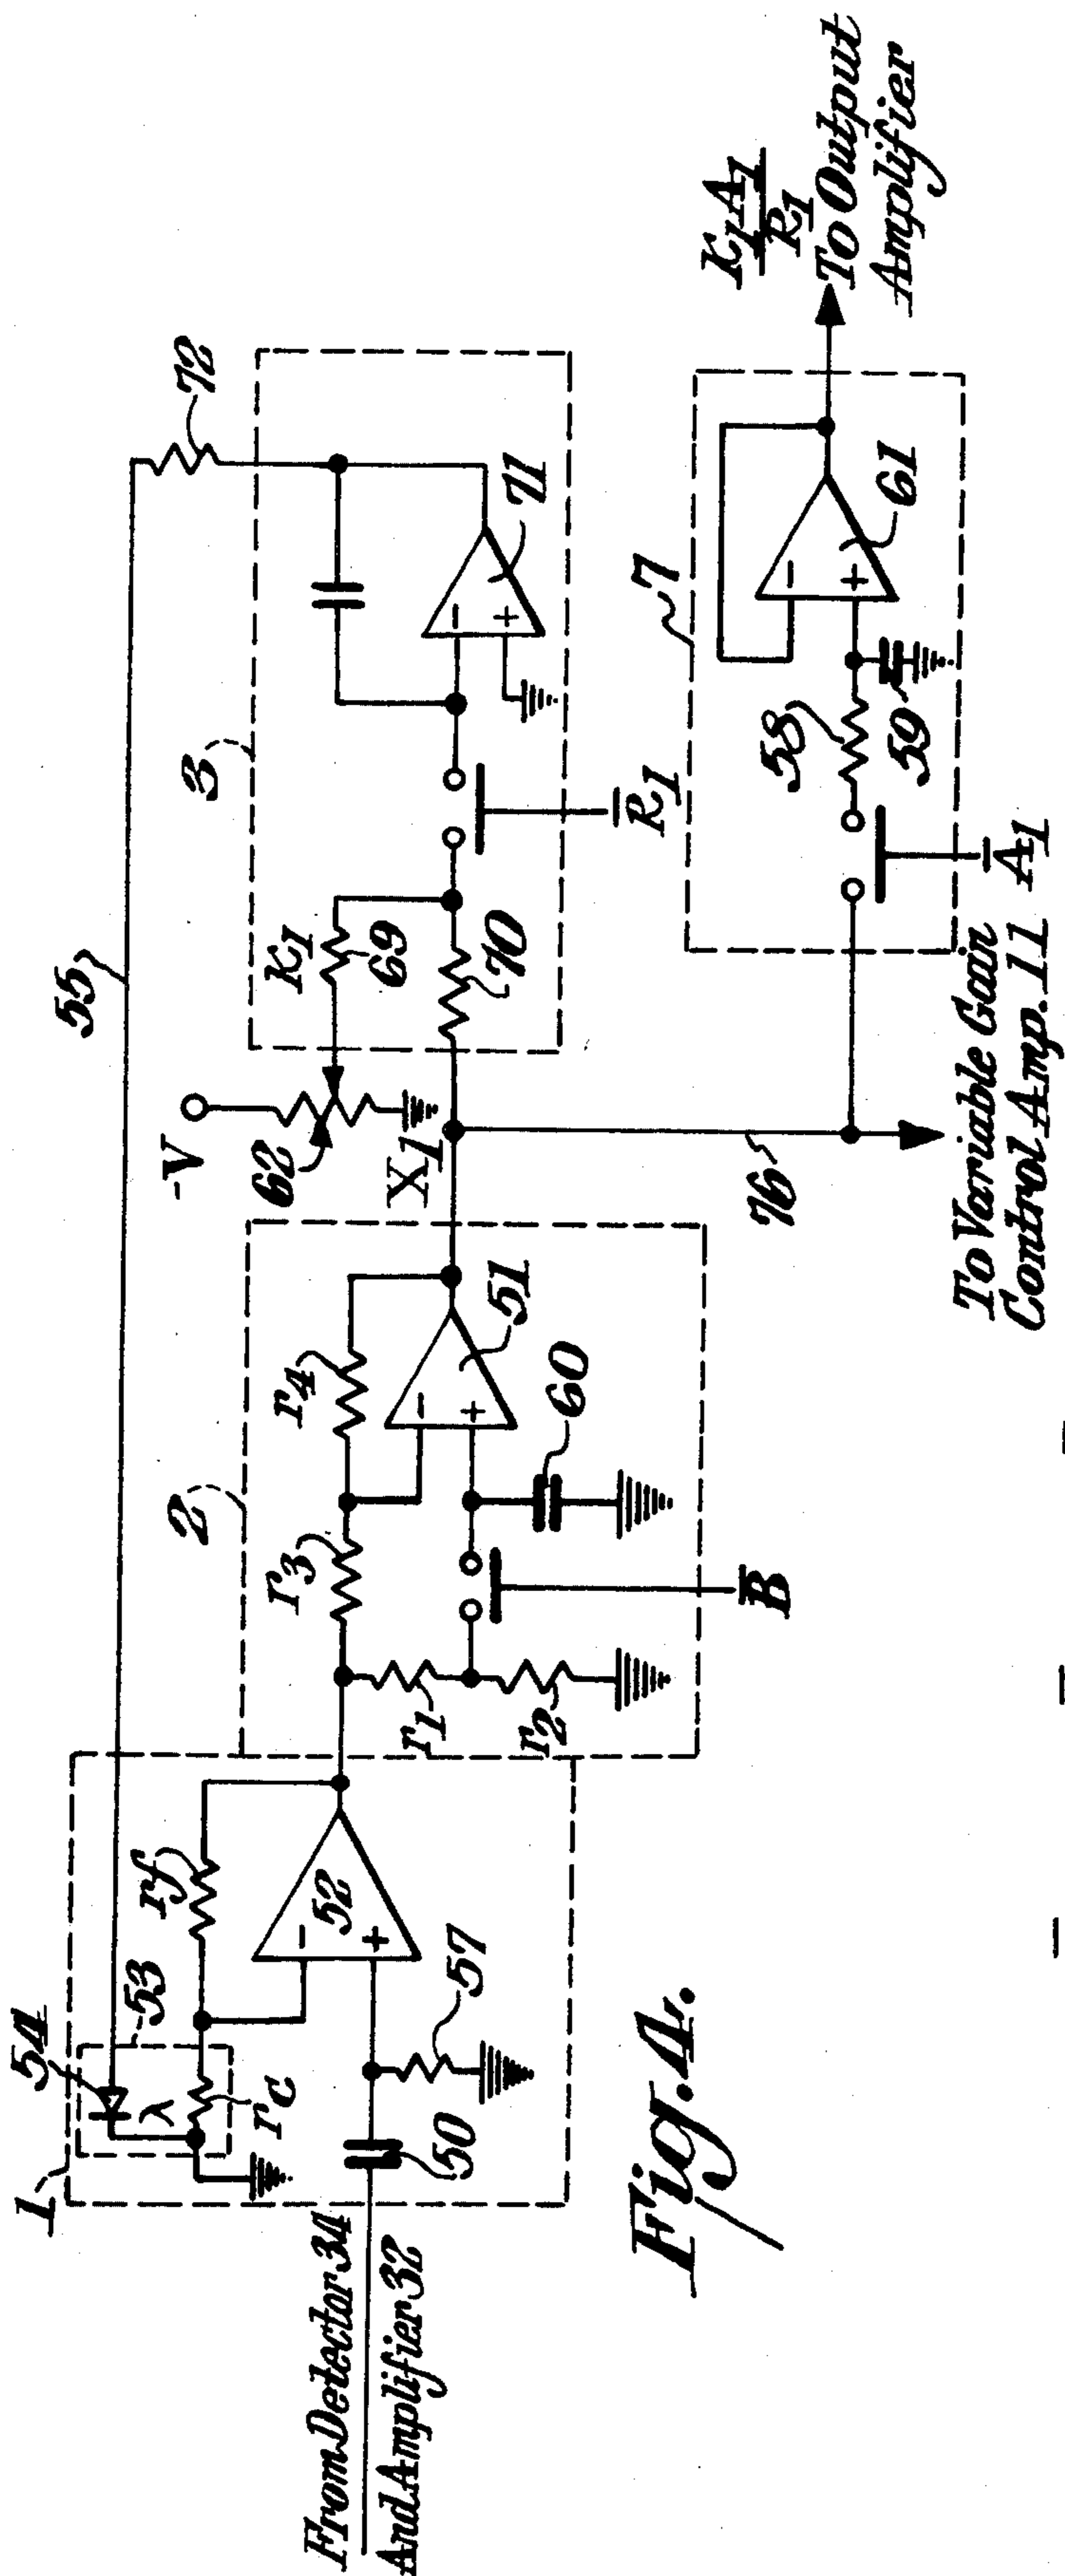 55
72
3
54
53
rf
λ
rc
1
52
57
50
From Detector 34
And Amplifier 32
2
r3
r4
r1
r2
51
60
B̅
-V
62
X1
K1
69
70
71
R̅1
76
To Variable Gain
Control Amp. 11
7
58
59
61
A̅1
K1A1
R1
To Output
Amplifier
Fig. 4.